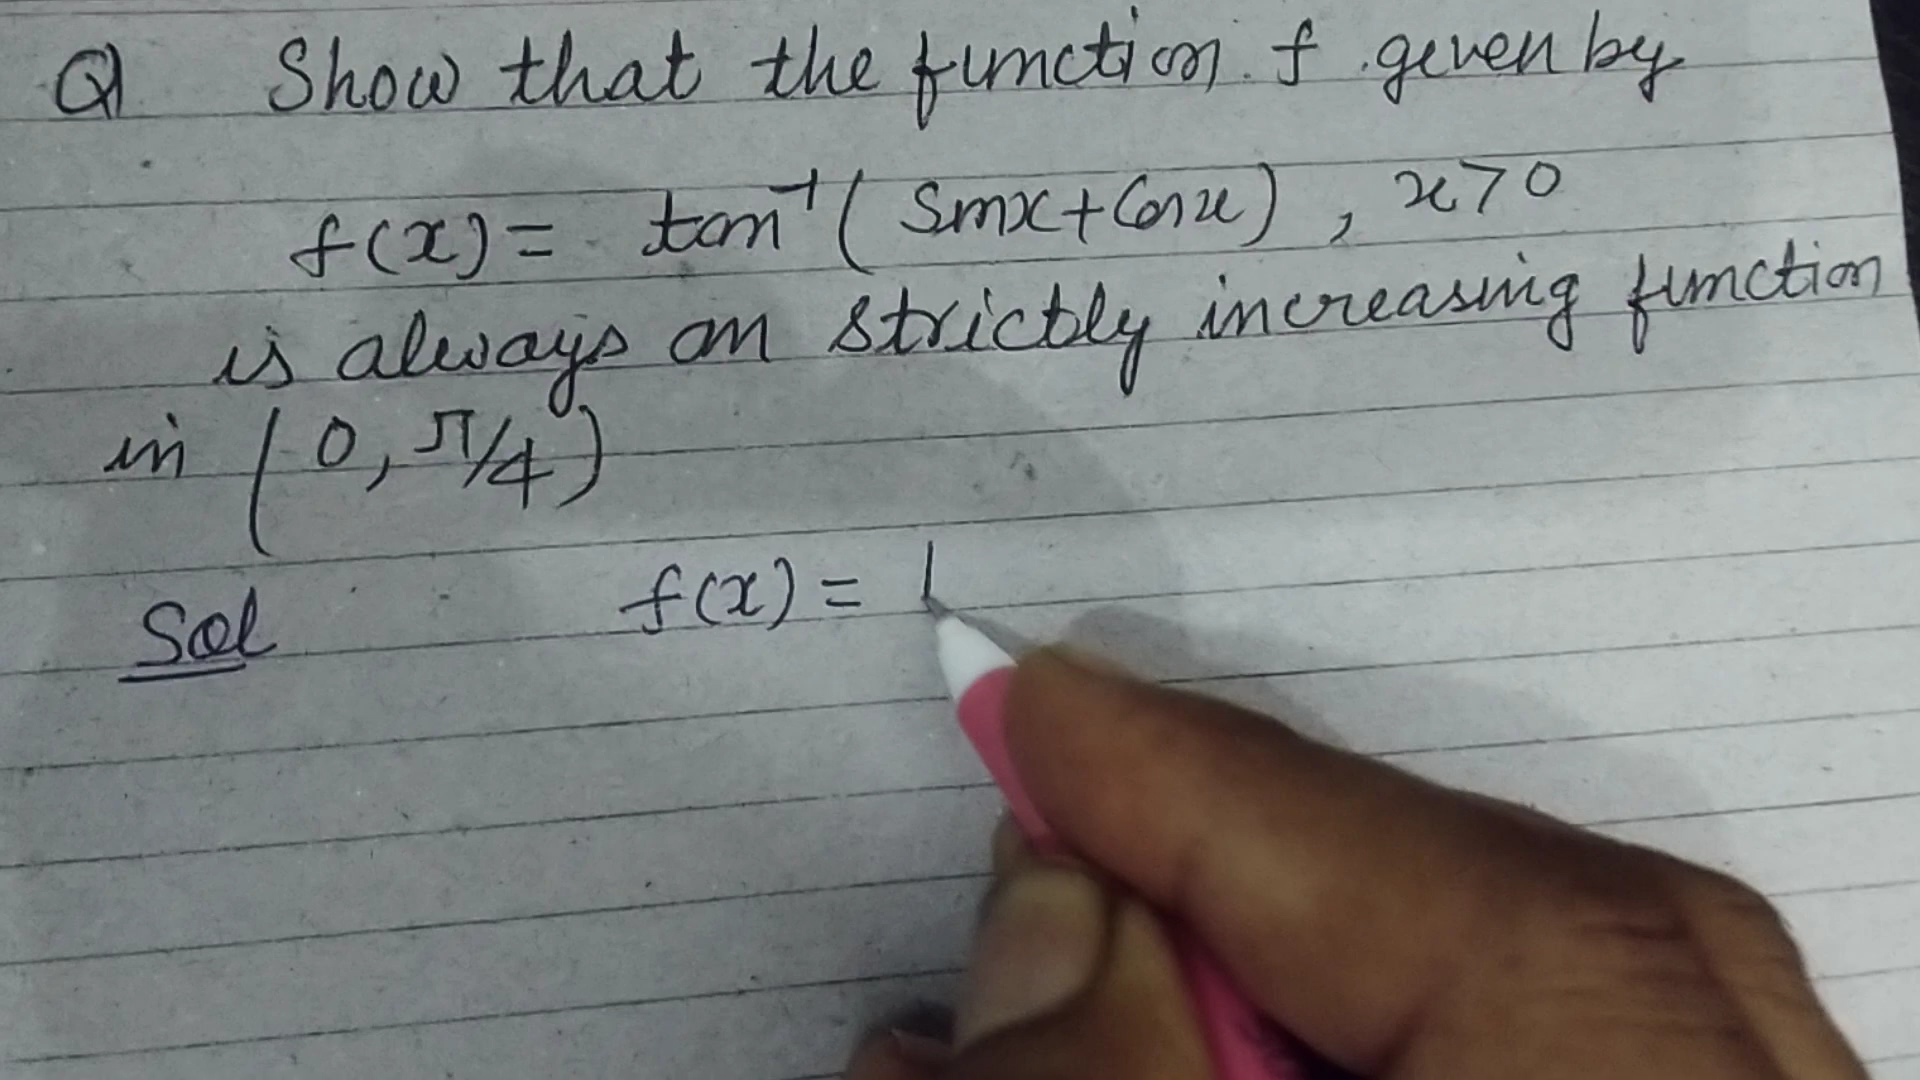 Q Show that the function f geven by
f(x) = tan⁻¹ ( Sinx + Cosx ) , x > 0
is always an strictly increasing function
in ( 0 , π/4 )
Sol f(x) =